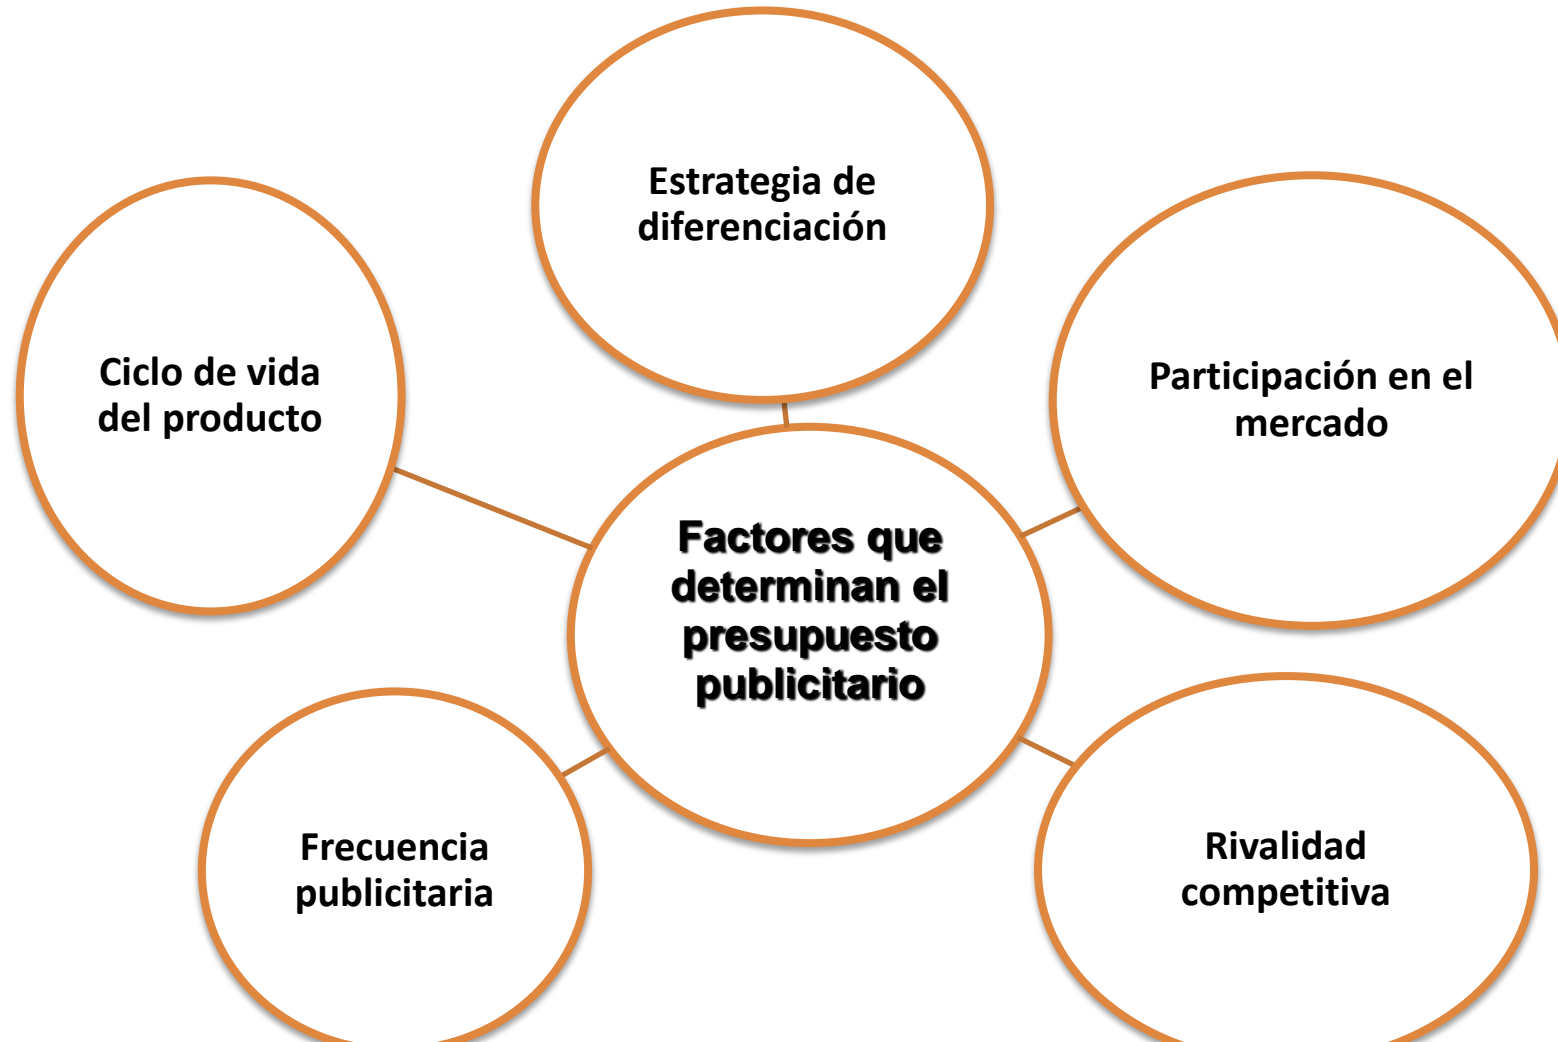 Estrategia de
diferenciación
Ciclo de vida
del producto
Participación en el
mercado
Factores que
determinan el
presupuesto
publicitario
Frecuencia
publicitaria
Rivalidad
competitiva